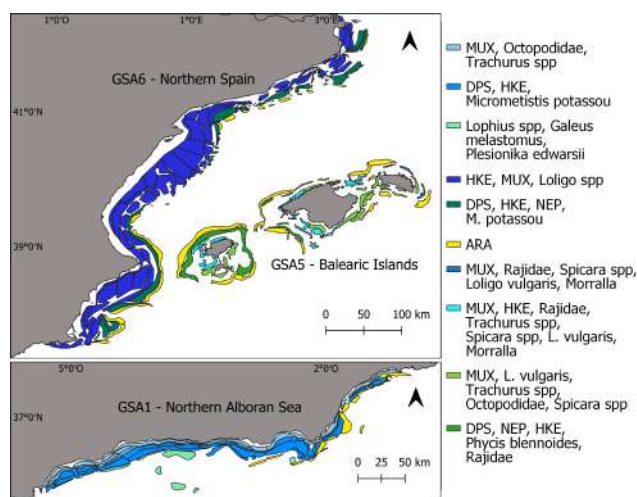 1°0'O
1°0'E
3°0'E
GSA6 - Northern Spain
41°0'N
39°0'N
GSA5 - Balearic Islands
0 50 100 km
5°0'O
2°0'O
GSA1 - Northern Alboran Sea
37°0'N
0 25 50 km
MUX, Octopodidae,
Trachurus spp
DPS, HKE,
Micrometistis potassou
Lophius spp, Galeus
melastomus,
Plesionika edwarsii
HKE, MUX, Loligo spp
DPS, HKE, NEP,
M. potassou
ARA
MUX, Rajidae, Spicara spp,
Loligo vulgaris, Morralla
MUX, HKE, Rajidae,
Trachurus spp,
Spicara spp, L. vulgaris,
Morralla
MUX, L. vulgaris,
Trachurus spp,
Octopodidae, Spicara spp
DPS, NEP, HKE,
Phycis blennoides,
Rajidae